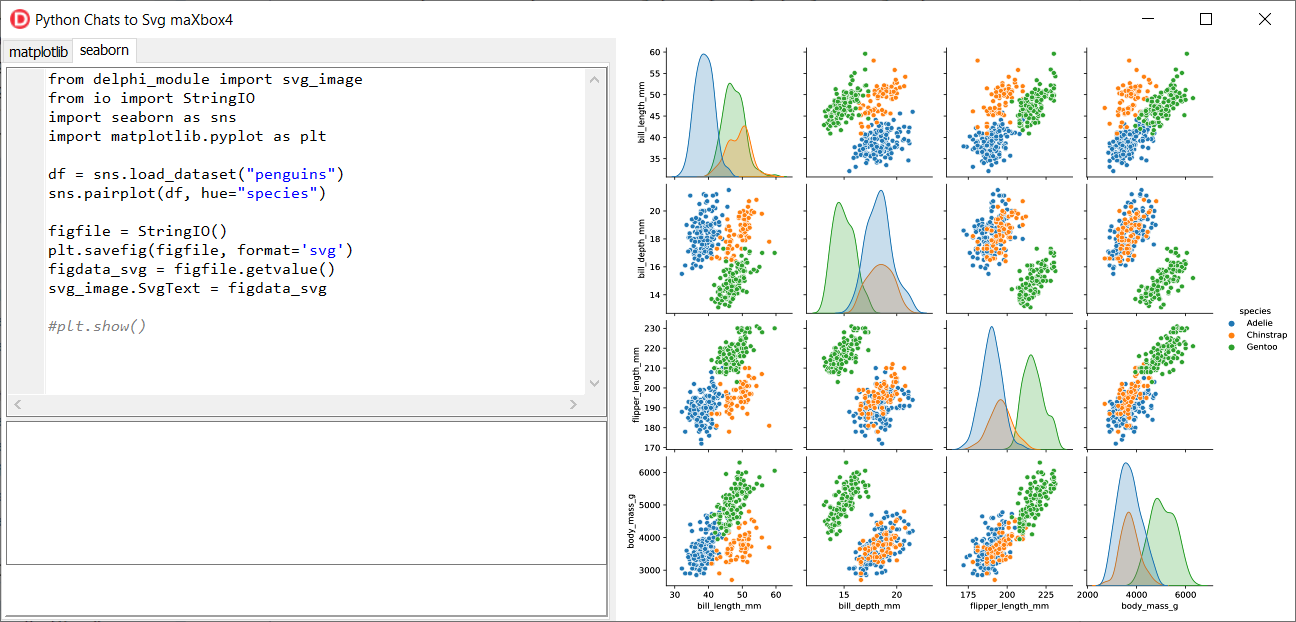 Python Chats to Svg maXbox4
matplotlib seaborn
from delphi_module import svg_image
from io import StringIO
import seaborn as sns
import matplotlib.pyplot as plt
df = sns.load_dataset("penguins")
sns.pairplot(df, hue="species")
figfile = StringIO()
plt.savefig(figfile, format='svg')
figdata_svg = figfile.getvalue()
svg_image.SvgText = figdata_svg
#plt.show()
bill_length_mm
60
55
50
45
40
35
bill_depth_mm
20
18
16
14
flipper_length_mm
230
220
210
200
190
180
170
body_mass_g
6000
5000
4000
3000
30 40 50 60
bill_length_mm
15 20
bill_depth_mm
175 200 225
flipper_length_mm
2000 4000 6000
body_mass_g
species
Adelie
Chinstrap
Gentoo